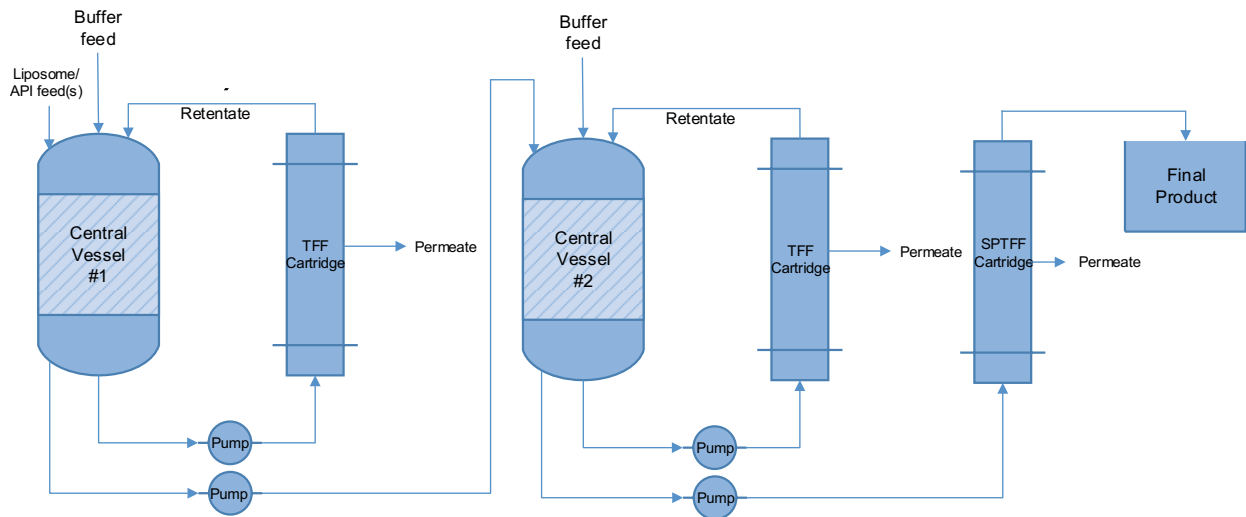 Buffer
feed
Liposome/
API feed(s)
Retentate
Central
Vessel
#1
TFF
Cartridge
Permeate
Pump
Pump
Buffer
feed
Retentate
Central
Vessel
#2
TFF
Cartridge
Permeate
Pump
Pump
SPTFF
Cartridge
Permeate
Final
Product